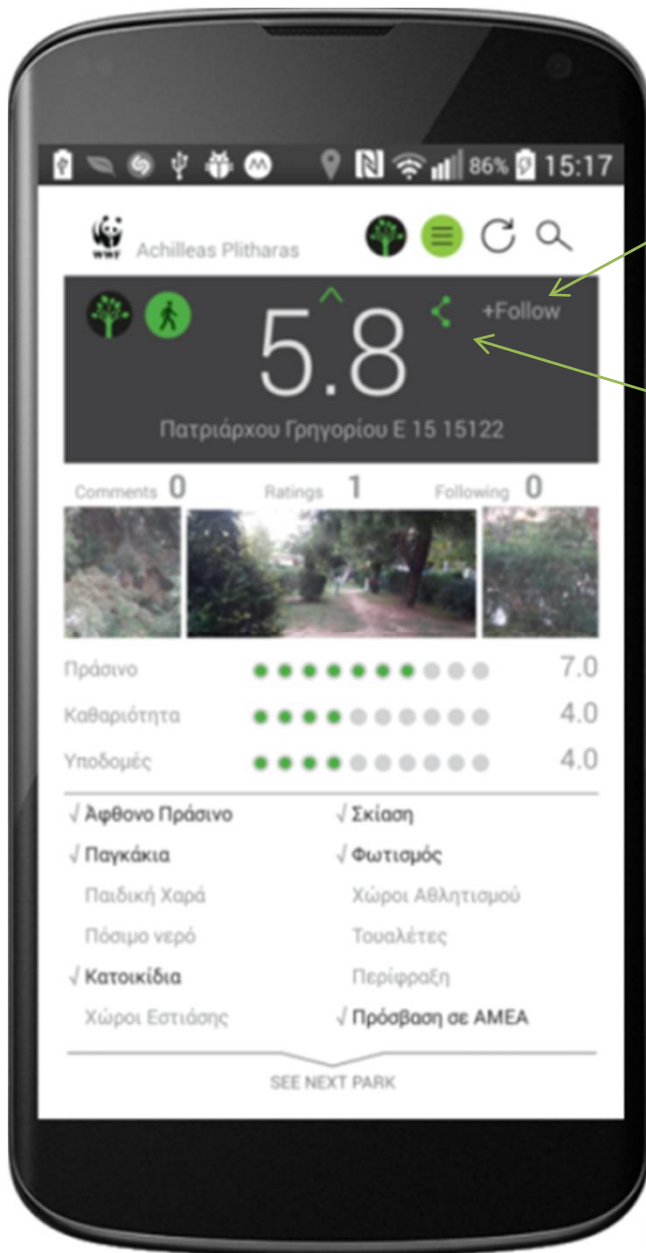 86% 15:17
WWF Achilleas Plitharas
5.8 +Follow
Πατριάρχου Γρηγορίου Ε 15 15122
Comments 0 Ratings 1 Following 0
Πράσινο 7.0
Καθαριότητα 4.0
Υποδομές 4.0
√ Άφθονο Πράσινο √ Σκίαση
√ Παγκάκια √ Φωτισμός
Παιδική Χαρά Χώροι Αθλητισμού
Πόσιμο νερό Τουαλέτες
√ Κατοικίδια Περίφραξη
Χώροι Εστιάσης √ Πρόσβαση σε ΑΜΕΑ
SEE NEXT PARK